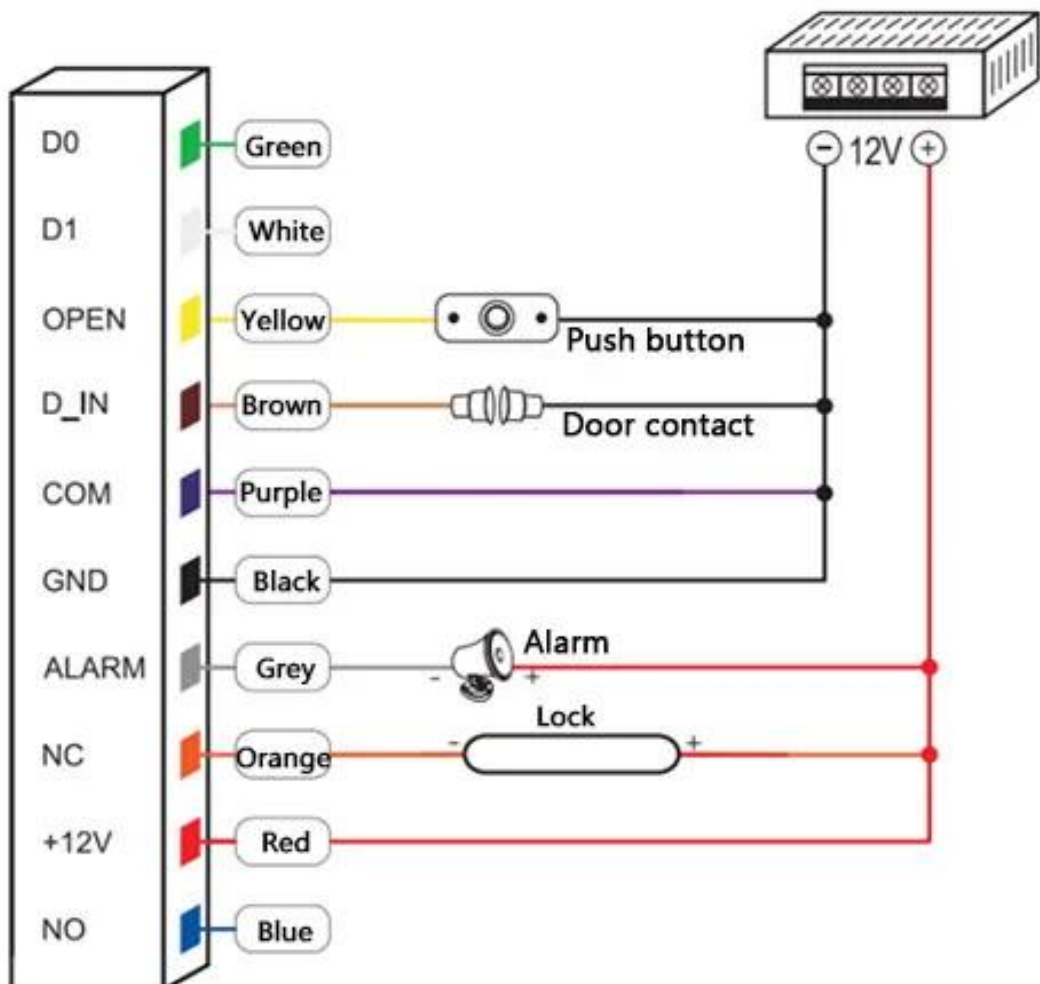 − 12V +
D0 Green
D1 White
OPEN Yellow Push button
D_IN Brown Door contact
COM Purple
GND Black
ALARM Grey - Alarm +
NC Orange - Lock +
+12V Red
NO Blue